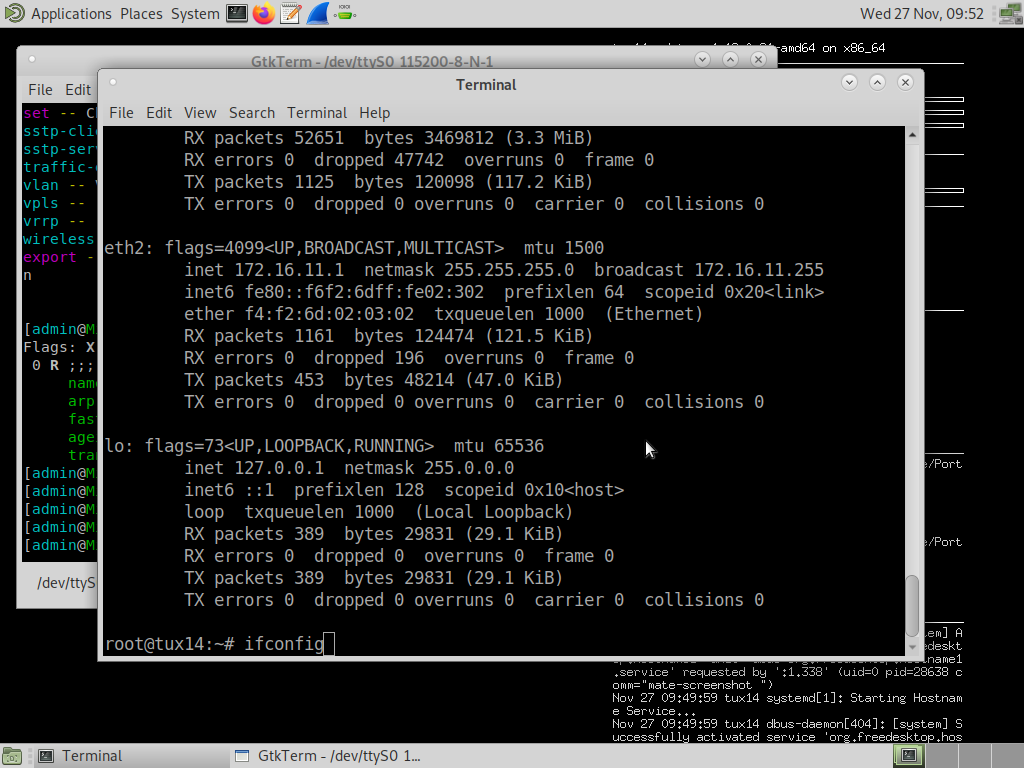 Applications Places System Wed 27 Nov, 09:52
amd64 on x86_64
GtkTerm - /dev/ttyS0 115200-8-N-1
File Edit
set -- C
sstp-clie
sstp-serv
traffic-
vlan --
vpls --
vrrp --
wireless
export -
n
[admin@M
Flags: X
0 R ;;;
name
arp
fas
age
tra
[admin@M
[admin@M
[admin@M
[admin@M
[admin@M
/dev/ttyS
Terminal
File Edit View Search Terminal Help
RX packets 52651 bytes 3469812 (3.3 MiB)
RX errors 0 dropped 47742 overruns 0 frame 0
TX packets 1125 bytes 120098 (117.2 KiB)
TX errors 0 dropped 0 overruns 0 carrier 0 collisions 0
eth2: flags=4099<UP,BROADCAST,MULTICAST> mtu 1500
inet 172.16.11.1 netmask 255.255.255.0 broadcast 172.16.11.255
inet6 fe80::f6f2:6dff:fe02:302 prefixlen 64 scopeid 0x20<link>
ether f4:f2:6d:02:03:02 txqueuelen 1000 (Ethernet)
RX packets 1161 bytes 124474 (121.5 KiB)
RX errors 0 dropped 196 overruns 0 frame 0
TX packets 453 bytes 48214 (47.0 KiB)
TX errors 0 dropped 0 overruns 0 carrier 0 collisions 0
lo: flags=73<UP,LOOPBACK,RUNNING> mtu 65536
inet 127.0.0.1 netmask 255.0.0.0
inet6 ::1 prefixlen 128 scopeid 0x10<host>
loop txqueuelen 1000 (Local Loopback)
RX packets 389 bytes 29831 (29.1 KiB)
RX errors 0 dropped 0 overruns 0 frame 0
TX packets 389 bytes 29831 (29.1 KiB)
TX errors 0 dropped 0 overruns 0 carrier 0 collisions 0
root@tux14:~# ifconfig
e/Port
e/Port
tem] A
eedeskt
name1
.service' requested by ':1.338' (uid=0 pid=28638 c
omm="mate-screenshot ")
Nov 27 09:49:59 tux14 systemd[1]: Starting Hostnam
e Service...
Nov 27 09:49:59 tux14 dbus-daemon[404]: [system] S
uccessfully activated service 'org.freedesktop.hos
Terminal
GtkTerm - /dev/ttyS0 1...